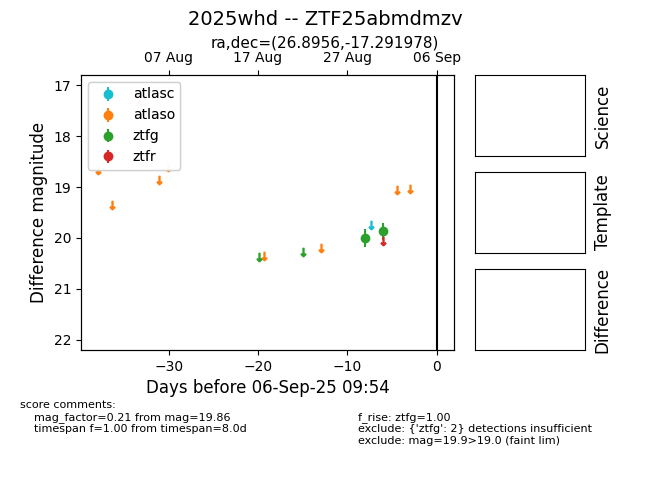 2025whd -- ZTF25abmdmzv
ra,dec=(26.8956,-17.291978)
07 Aug
17 Aug
27 Aug
06 Sep
17
18
19
20
21
22
Difference magnitude
atlasc
atlaso
ztfg
ztfr
−30
−20
−10
0
Days before 06-Sep-25 09:54
Science
Template
Difference
score comments:
mag_factor=0.21 from mag=19.86
timespan f=1.00 from timespan=8.0d
f_rise: ztfg=1.00
exclude: {'ztfg': 2} detections insufficient
exclude: mag=19.9>19.0 (faint lim)